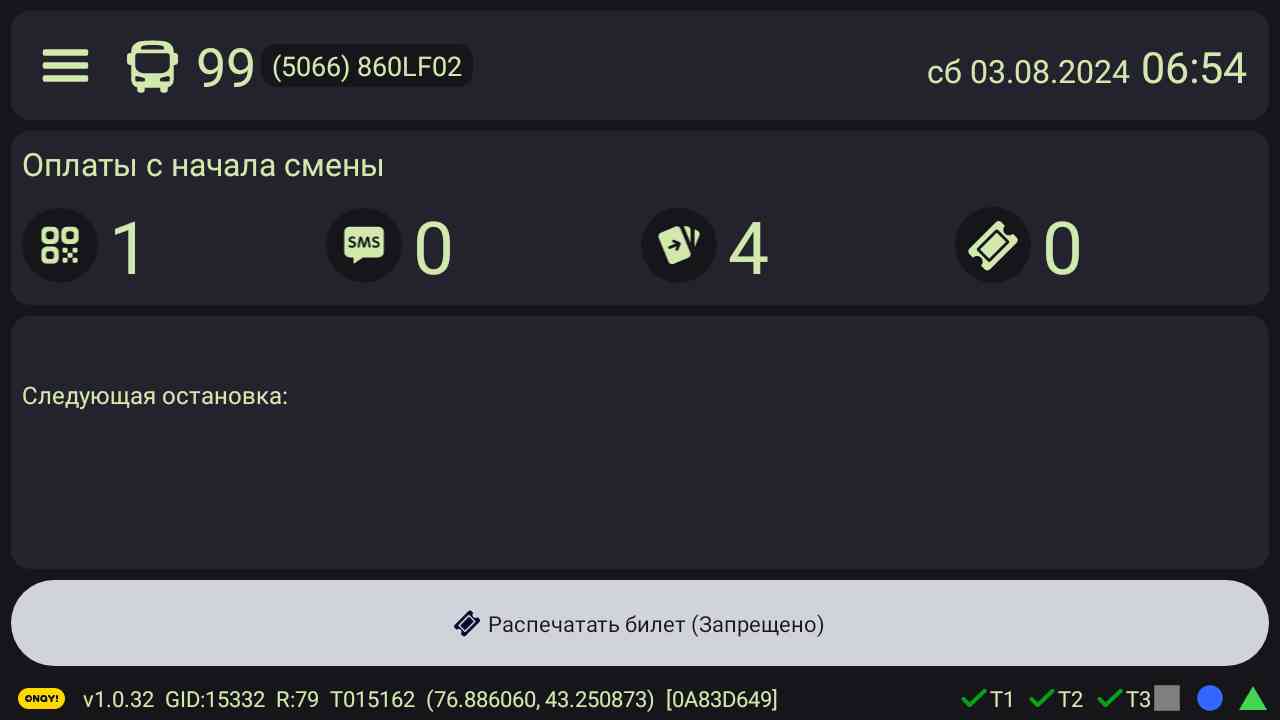 99 (5066) 860LF02 сб 03.08.2024 06:54
Оплаты с начала смены
1 SMS 0 4 0
Следующая остановка:
Распечатать билет (Запрещено)
ONAY! v1.0.32 GID:15332 R:79 T015162 (76.886060, 43.250873) [0A83D649] T1 T2 T3